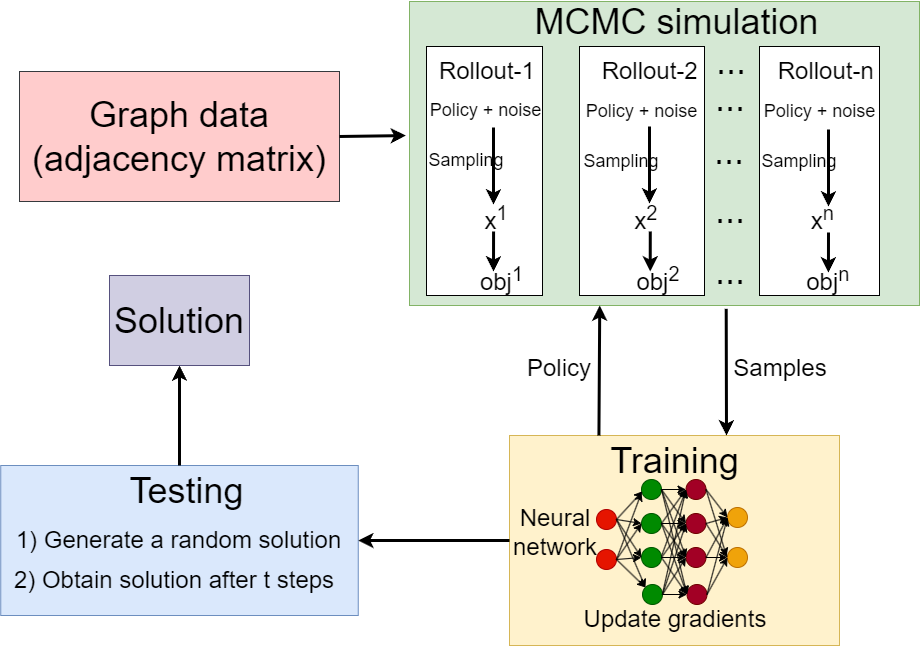 MCMC simulation
Graph data
(adjacency matrix)
Rollout-1
Policy + noise
Sampling
x^1
obj^1
Rollout-2
Policy + noise
Sampling
x^2
obj^2
...
...
...
...
...
Rollout-n
Policy + noise
Sampling
x^n
obj^n
Solution
Policy
Samples
Training
Neural
network
Update gradients
Testing
1) Generate a random solution
2) Obtain solution after t steps